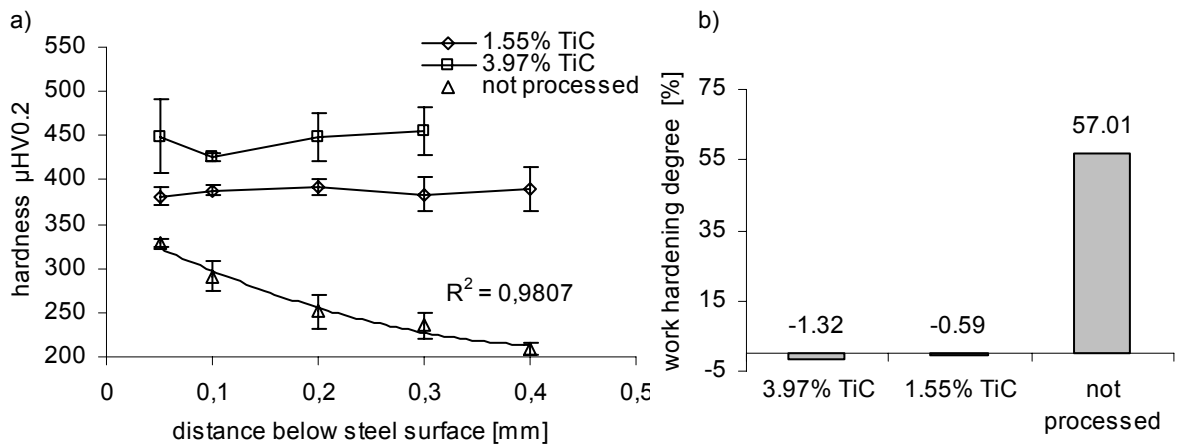 a)
1.55% TiC
3.97% TiC
not processed
550
500
450
400
350
300
250
200
hardness µHV0.2
R² = 0,9807
0
0,1
0,2
0,3
0,4
0,5
distance below steel surface [mm]
b)
75
55
35
15
-5
work hardening degree [%]
-1.32
-0.59
57.01
3.97% TiC
1.55% TiC
not
processed